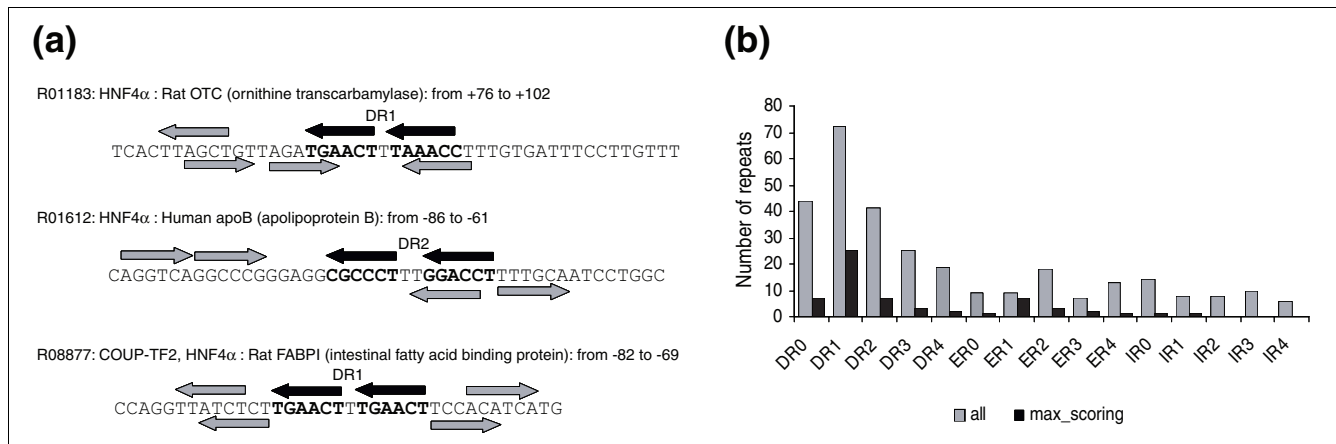 (a)
R01183: HNF4α : Rat OTC (ornithine transcarbamylase): from +76 to +102
DR1
TCACTTAGCTGTTAGATGAACTTTAAACCTTTGTGATTTCCTTGTTT
R01612: HNF4α : Human apoB (apolipoprotein B): from -86 to -61
DR2
CAGGTCAGGCCCGGGAGGCGCCCTTTGGACCTTTTGCAATCCTGGC
R08877: COUP-TF2, HNF4α : Rat FABPI (intestinal fatty acid binding protein): from -82 to -69
DR1
CCAGGTTATCTCTTGAACTTTGAACTTCCACATCATG
(b)
Number of repeats
80
70
60
50
40
30
20
10
0
DR0 DR1 DR2 DR3 DR4 ER0 ER1 ER2 ER3 ER4 IR0 IR1 IR2 IR3 IR4
all max_scoring